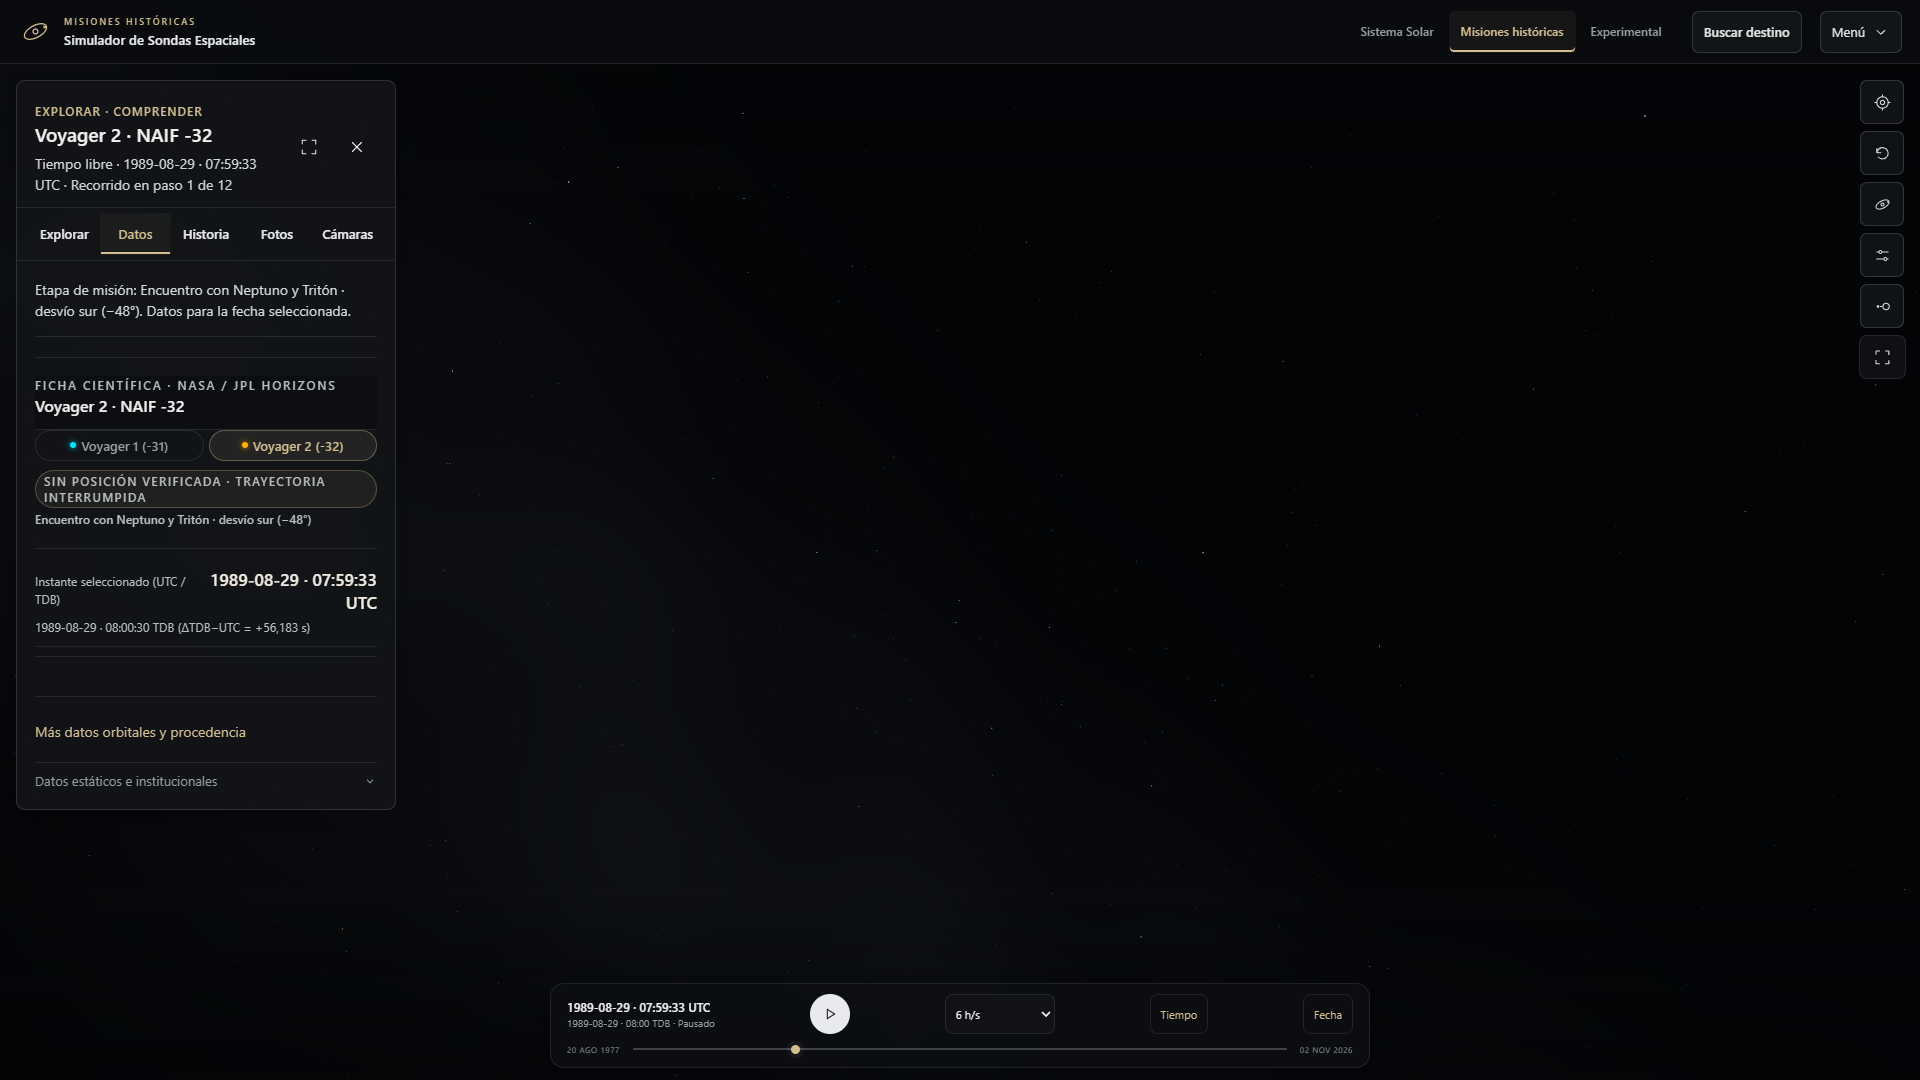 MISIONES HISTÓRICAS
Simulador de Sondas Espaciales
Sistema Solar
Misiones históricas
Experimental
Buscar destino
Menú
EXPLORAR · COMPRENDER
Voyager 2 · NAIF -32
Tiempo libre · 1989-08-29 · 07:59:33
UTC · Recorrido en paso 1 de 12
Explorar
Datos
Historia
Fotos
Cámaras
Etapa de misión: Encuentro con Neptuno y Tritón ·
desvío sur (−48°). Datos para la fecha seleccionada.
FICHA CIENTÍFICA · NASA / JPL HORIZONS
Voyager 2 · NAIF -32
Voyager 1 (-31)
Voyager 2 (-32)
SIN POSICIÓN VERIFICADA · TRAYECTORIA
INTERRUMPIDA
Encuentro con Neptuno y Tritón · desvío sur (−48°)
Instante seleccionado (UTC /
TDB)
1989-08-29 · 07:59:33
UTC
1989-08-29 · 08:00:30 TDB (ΔTDB−UTC = +56,183 s)
Más datos orbitales y procedencia
Datos estáticos e institucionales
1989-08-29 · 07:59:33 UTC
1989-08-29 · 08:00 TDB · Pausado
6 h/s
Tiempo
Fecha
20 AGO 1977
02 NOV 2026